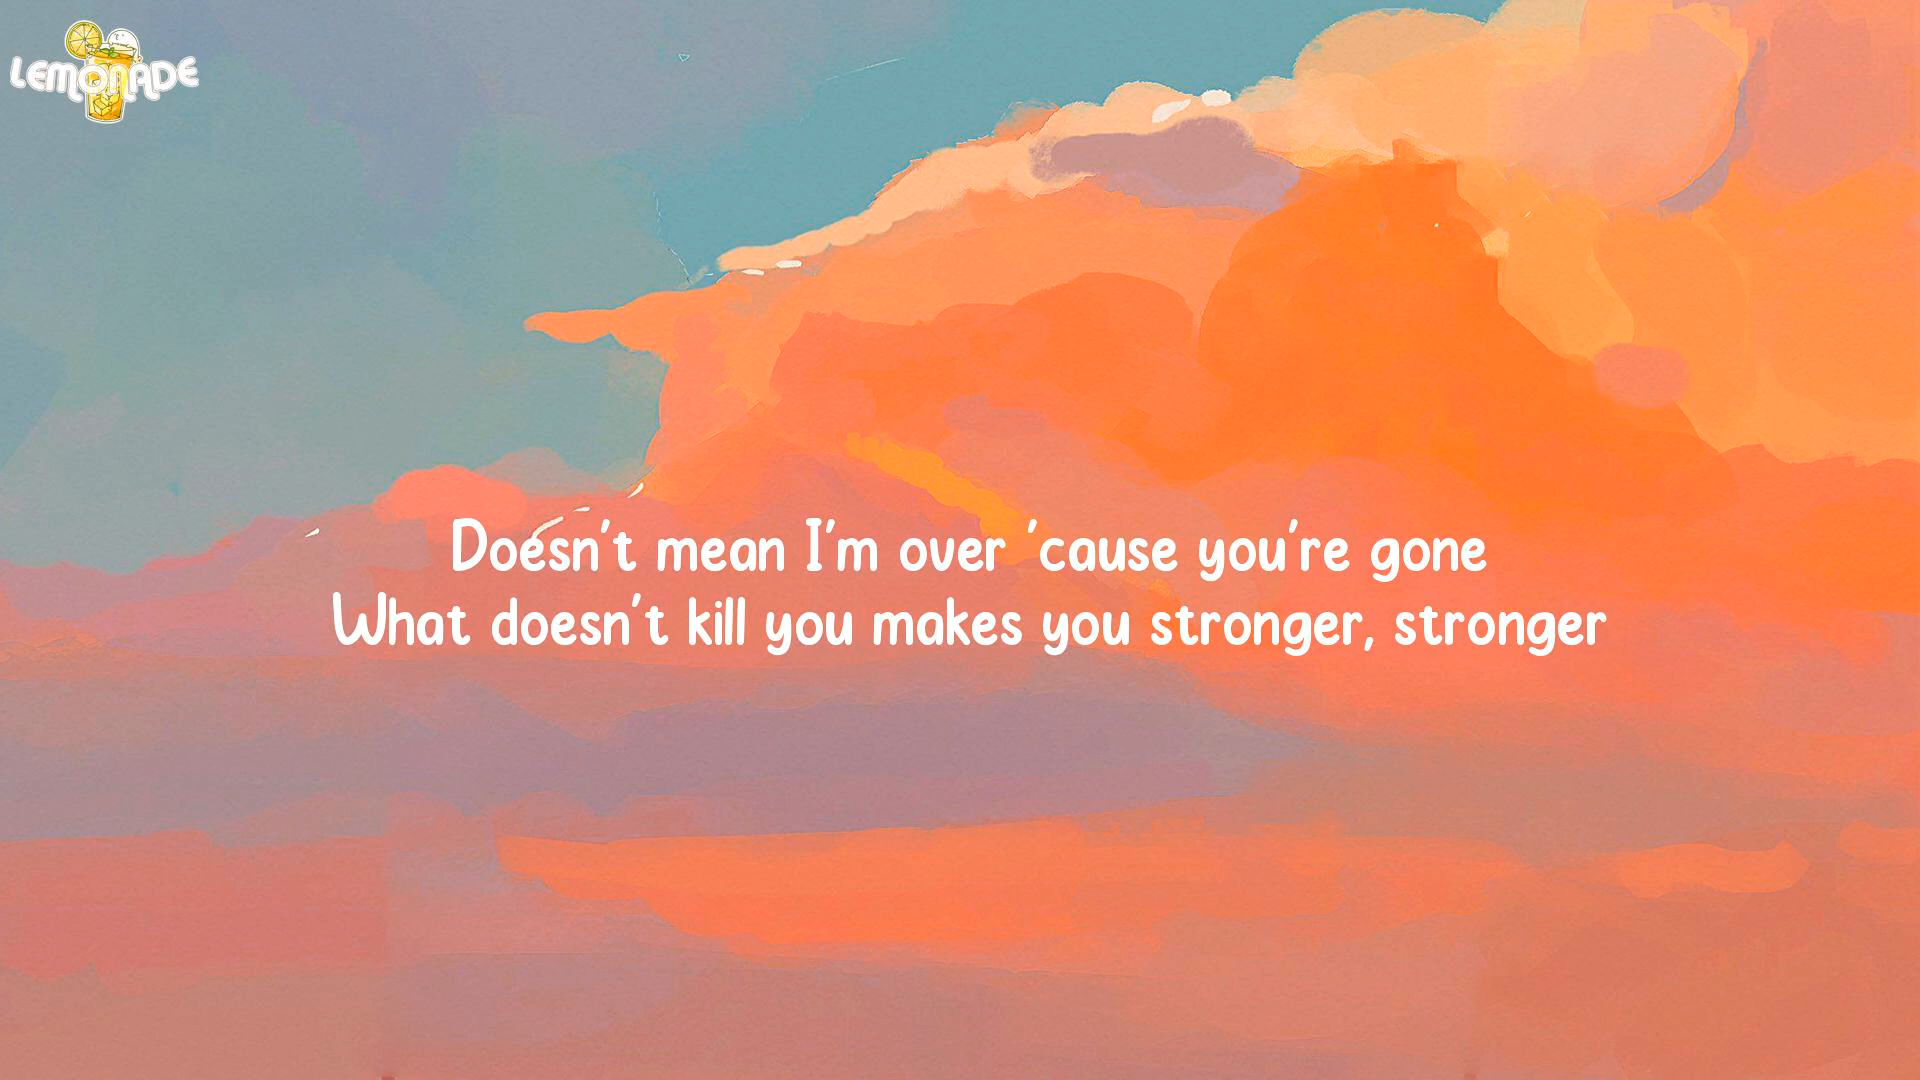 LEMONADE
Doesn't mean I'm over 'cause you're gone
What doesn't kill you makes you stronger, stronger